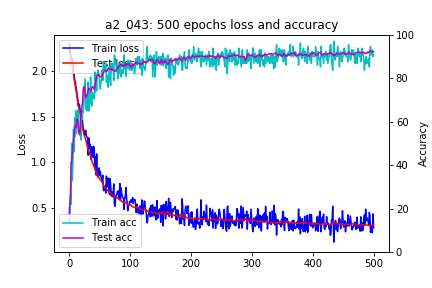 a2_043: 500 epochs loss and accuracy
Train loss
Test loss
2.0
1.5
1.0
0.5
Loss
100
80
60
40
20
0
Accuracy
Train acc
Test acc
0
100
200
300
400
500